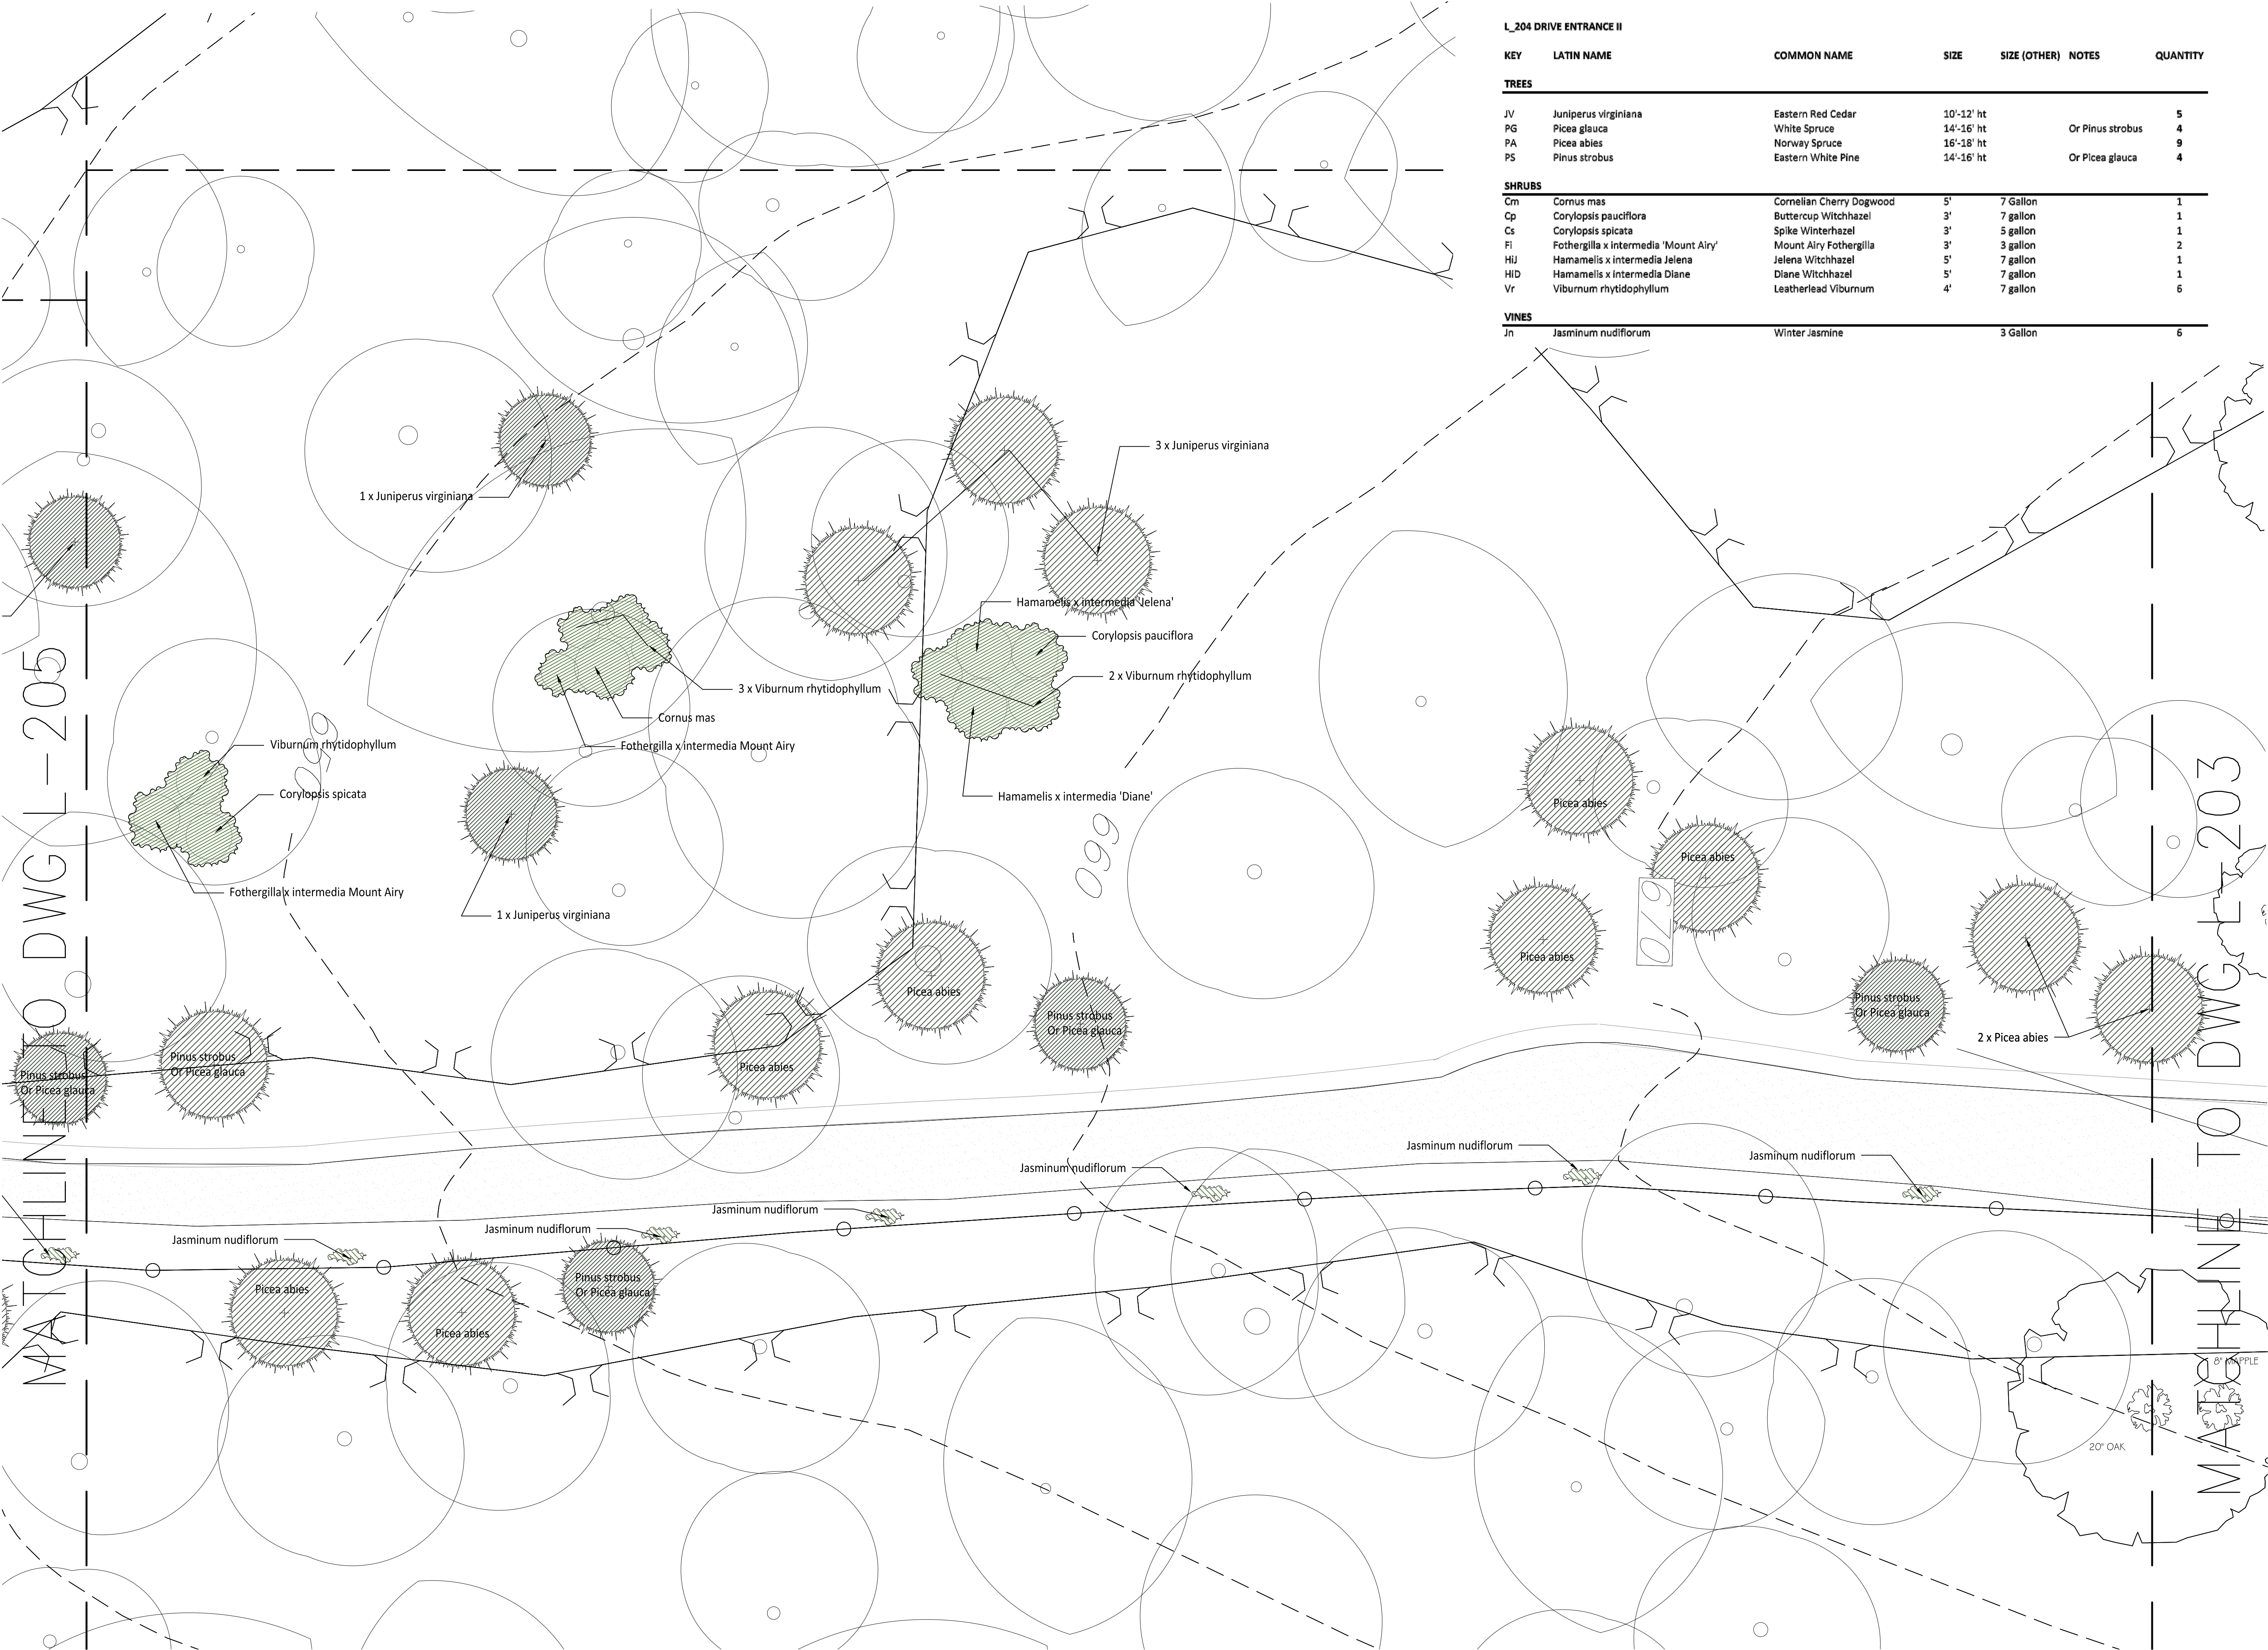 L_204 DRIVE ENTRANCE II
KEY LATIN NAME COMMON NAME SIZE SIZE (OTHER) NOTES QUANTITY
TREES
JV Juniperus virginiana Eastern Red Cedar 10'-12' ht 5
PG Picea glauca White Spruce 14'-16' ht Or Pinus strobus 4
PA Picea abies Norway Spruce 16'-18' ht 9
PS Pinus strobus Eastern White Pine 14'-16' ht Or Picea glauca 4
SHRUBS
Cm Cornus mas Cornelian Cherry Dogwood 5' 7 Gallon 1
Cp Corylopsis pauciflora Buttercup Witchhazel 3' 7 gallon 1
Cs Corylopsis spicata Spike Winterhazel 3' 5 gallon 1
Fi Fothergilla x intermedia 'Mount Airy' Mount Airy Fothergilla 3' 3 gallon 2
HiJ Hamamelis x intermedia Jelena Jelena Witchhazel 5' 7 gallon 1
HiD Hamamelis x intermedia Diane Diane Witchhazel 5' 7 gallon 1
Vr Viburnum rhytidophyllum Leatherlead Viburnum 4' 7 gallon 6
VINES
Jn Jasminum nudiflorum Winter Jasmine 3 Gallon 6
3 x Juniperus virginiana
1 x Juniperus virginiana
Hamamelis x intermedia 'Jelena'
Corylopsis pauciflora
2 x Viburnum rhytidophyllum
3 x Viburnum rhytidophyllum
Cornus mas
Fothergilla x intermedia Mount Airy
Viburnum rhytidophyllum
Corylopsis spicata
Hamamelis x intermedia 'Diane'
Fothergilla x intermedia Mount Airy
1 x Juniperus virginiana
690
660
670
Picea abies
Picea abies
Picea abies
Picea abies
Pinus strobus
Or Picea glauca
Pinus strobus
Or Picea glauca
2 x Picea abies
Pinus strobus
Or Picea glauca
Pinus strobus
Or Picea glauca
Picea abies
Jasminum nudiflorum
Jasminum nudiflorum
Jasminum nudiflorum
Jasminum nudiflorum
Jasminum nudiflorum
Jasminum nudiflorum
Picea abies
Picea abies
Pinus strobus
Or Picea glauca
8" MAPPLE
20" OAK
MATCHLINE TO DWG L-205
MATCHLINE TO DWG L-203